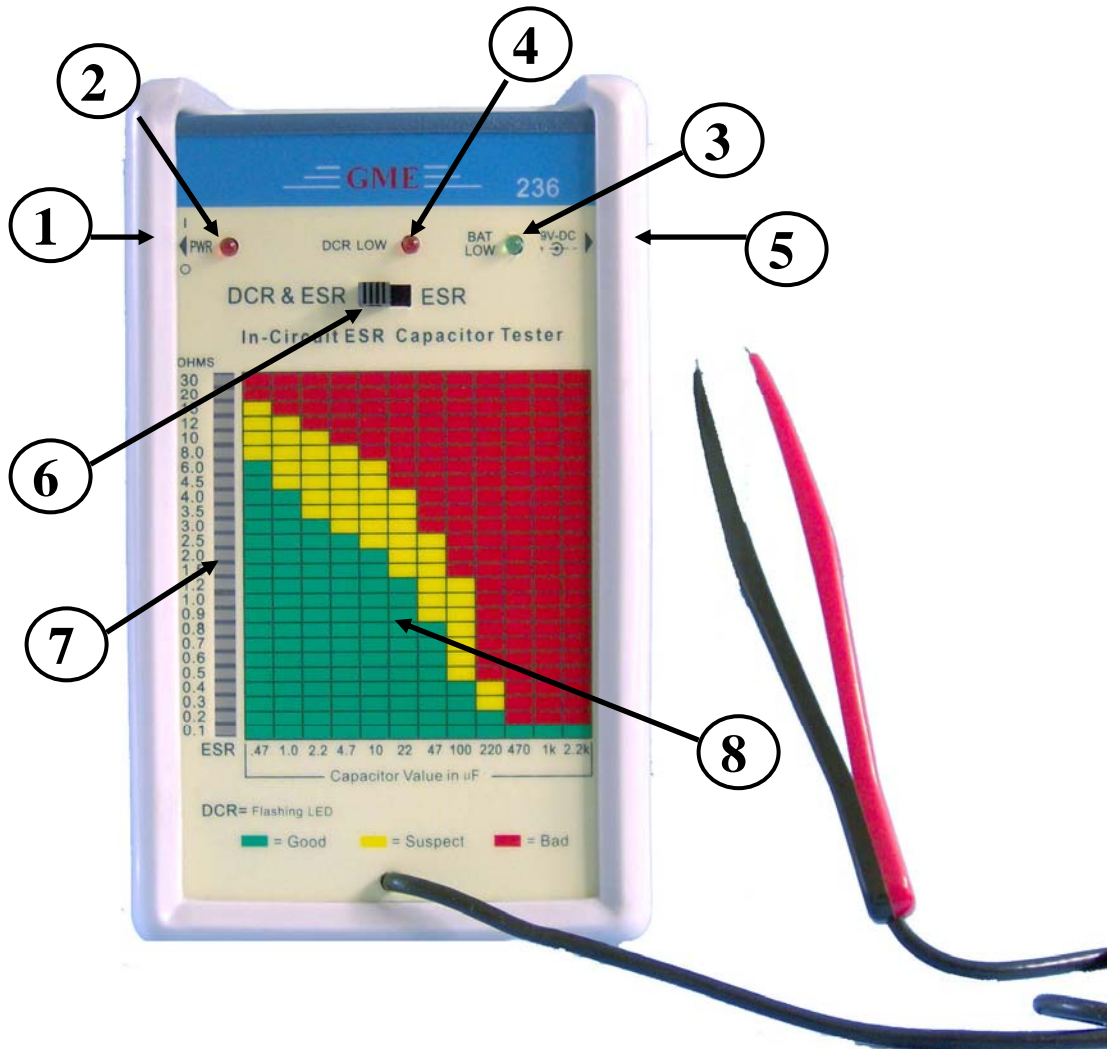 4
2
3
GME
236
1
I
PWR
DCR LOW
BAT
LOW
9V-DC
O
5
DCR & ESR
ESR
In-Circuit ESR Capacitor Tester
OHMS
30
20
15
12
10
8.0
6
6.0
4.5
4.0
3.5
3.0
2.5
2.0
1.5
1.2
1.0
0.9
0.8
7
0.7
0.6
0.5
0.4
0.3
0.2
0.1
8
ESR
.47 1.0 2.2 4.7 10 22 47 100 220 470 1k 2.2k
Capacitor Value in µF
DCR= Flashing LED
= Good = Suspect = Bad